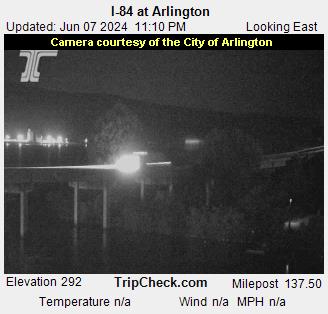 I-84 at Arlington
Updated: Jun 07 2024 11:10 PM Looking East
Camera courtesy of the City of Arlington
Elevation 292 TripCheck.com Milepost 137.50
Temperature n/a Wind n/a MPH n/a